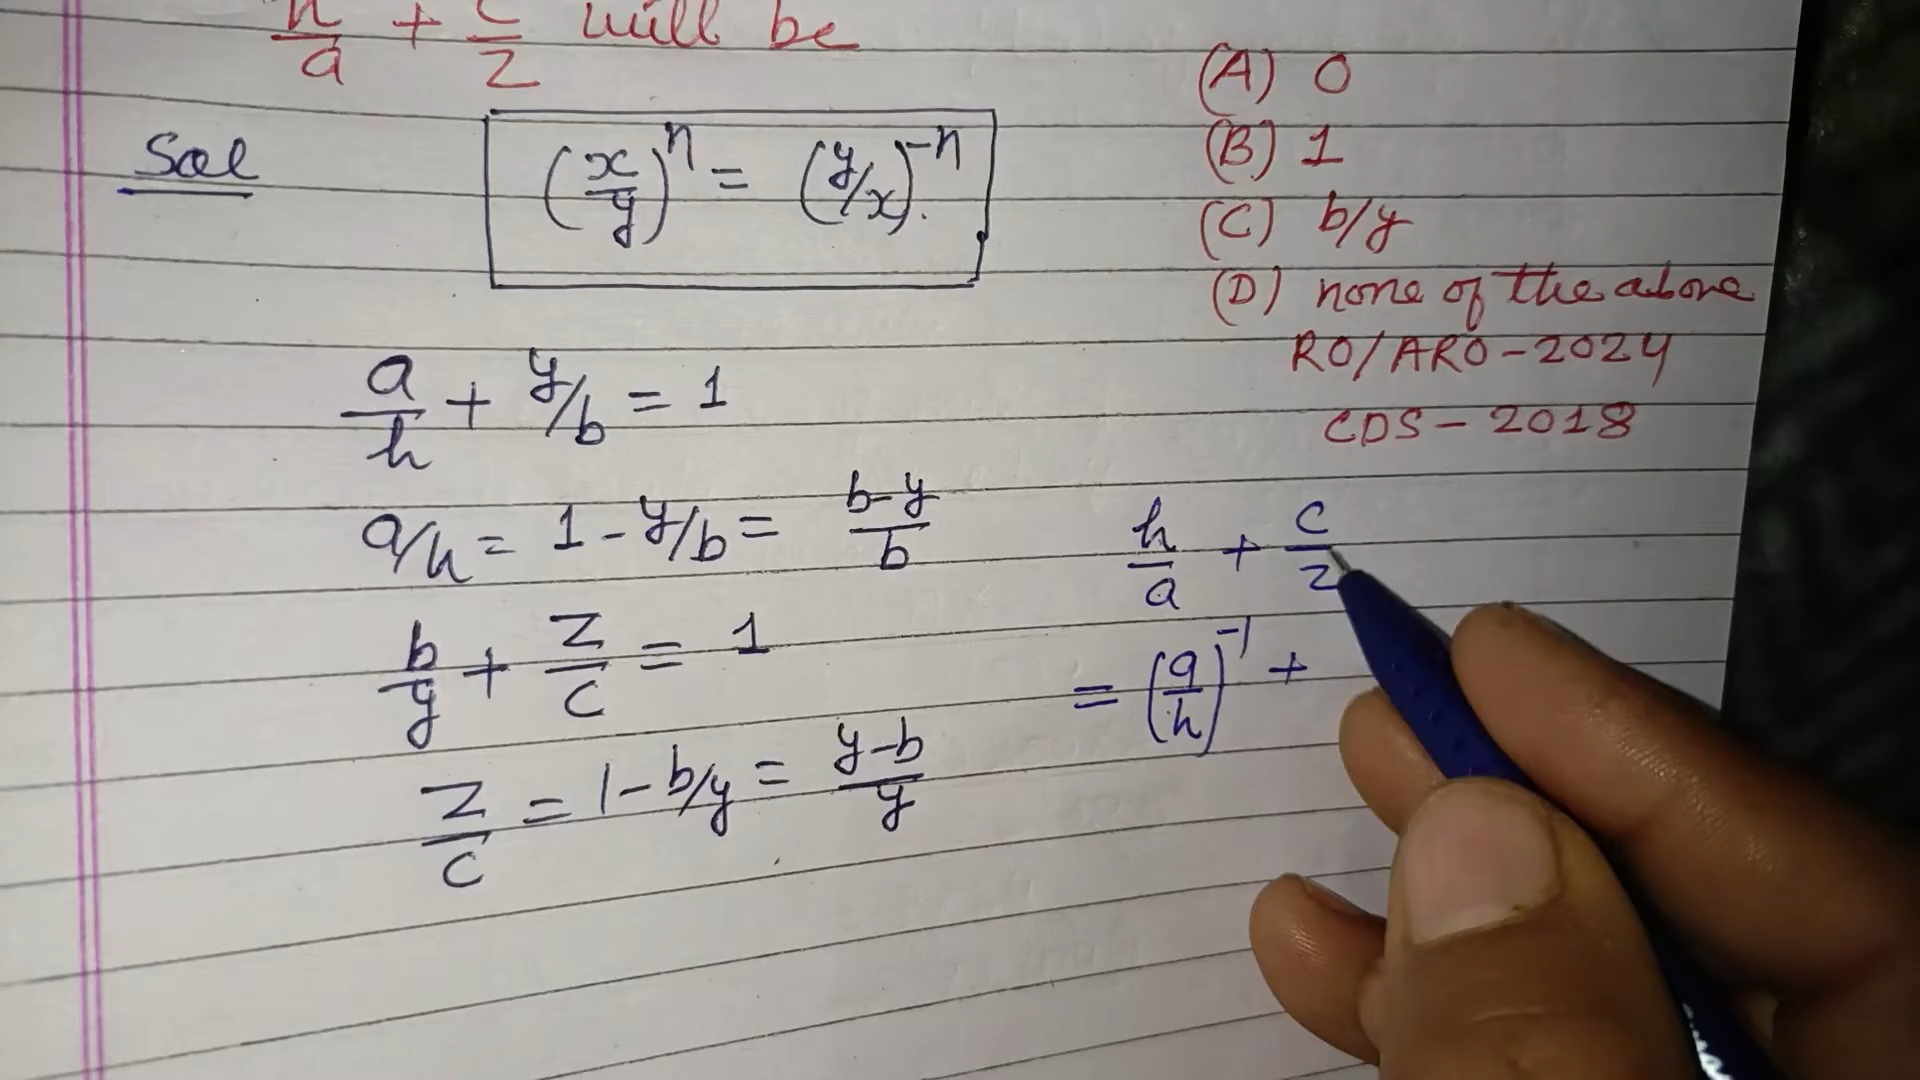 h/a + c/z will be
(A) 0
(B) 1
(C) b/y
(D) none of the above
RO/ARO-2024
CDS-2018
Sol
(x/y)^n = (y/x)^-n.
a/h + y/b = 1
a/h = 1 - y/b = b-y/b
b/y + z/c = 1
z/c = 1 - b/y = y-b/y
h/a + c/z
= (a/h)^-1 +